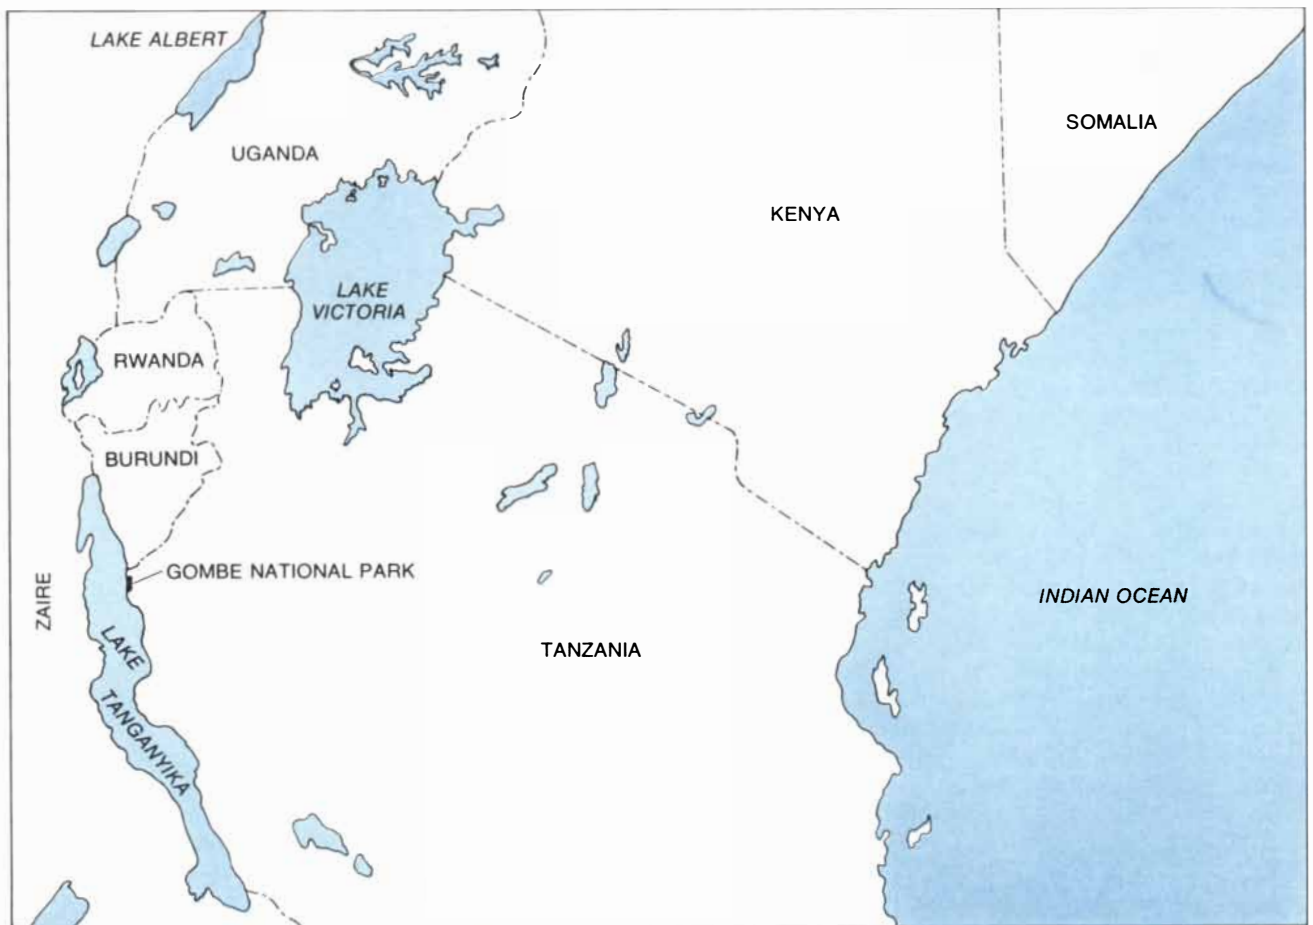 LAKE ALBERT
SOMALIA
UGANDA
KENYA
LAKE
VICTORIA
RWANDA
BURUNDI
GOMBE NATIONAL PARK
ZAIRE
INDIAN OCEAN
LAKE
TANGANYIKA
TANZANIA